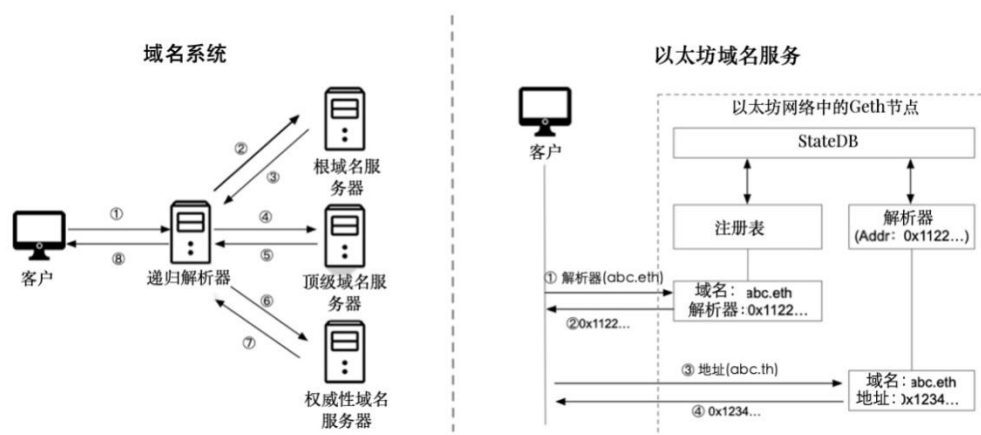 域名系统
②
③
根域名服
务器
①
④
⑧
⑤
客户
递归解析器
顶级域名服
务器
⑥
⑦
权威性域名
服务器
以太坊域名服务
以太坊网络中的Geth节点
StateDB
客户
注册表
解析器
(Addr: 0x1122...)
① 解析器(abc.eth)
域名: abc.eth
解析器:0x1122...
②0x1122...
③ 地址(abc.th)
域名: abc.eth
地址:0x1234...
④ 0x1234...